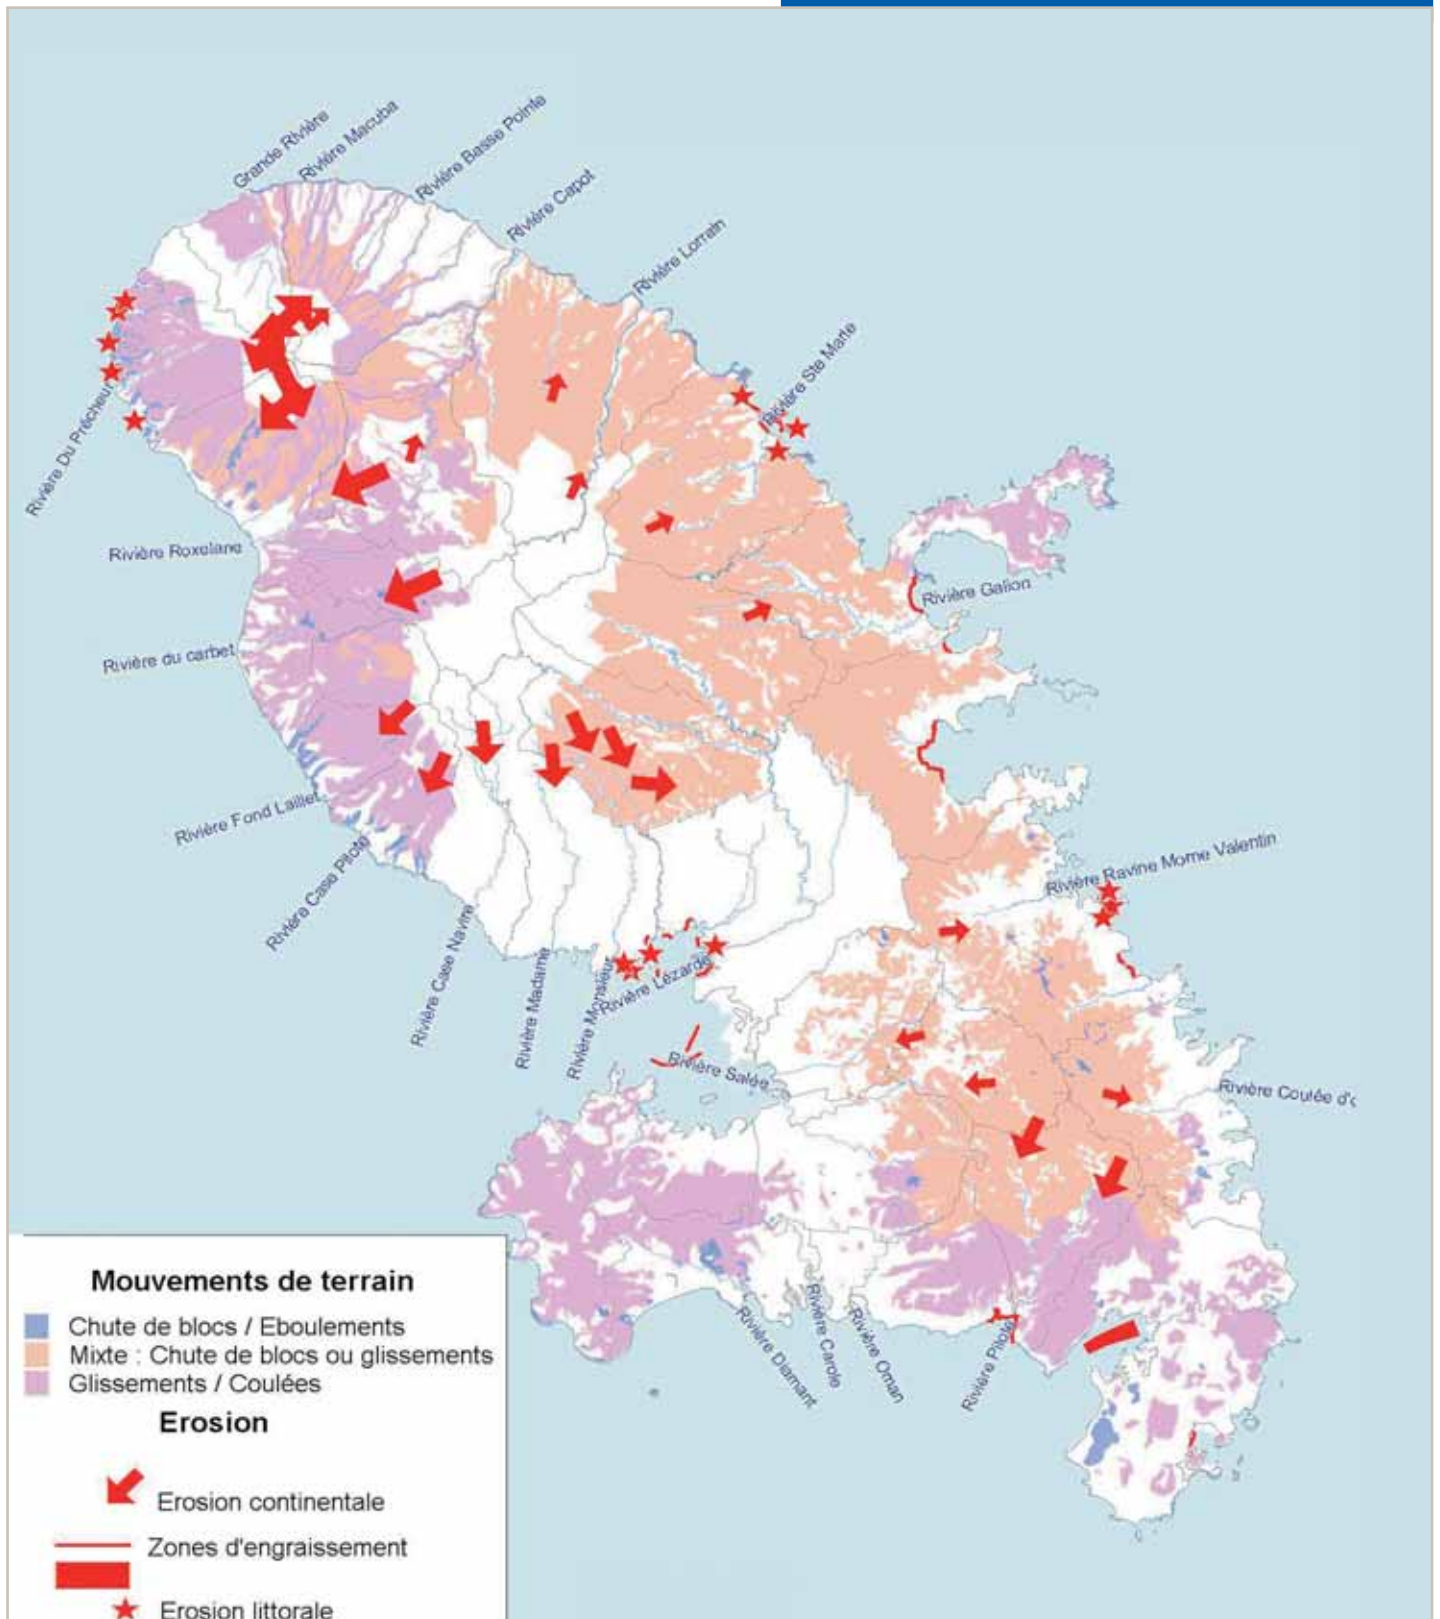 Grande Rivière
Rivière Macuba
Rivière Basse Pointe
Rivière Capot
Rivière Lorrain
Rivière Ste Marie
Rivière Du Prêcheur
Rivière Roxelane
Rivière Galion
Rivière du carbet
Rivière Fond Laillet
Rivière Case Pilote
Rivière Ravine Morne Valentin
Rivière Case Navire
Rivière Madame
Rivière Monsieur
Rivière Lézarde
Rivière Salée
Rivière Coulée d'c
Rivière Diamant
Rivière Carole
Rivière Oman
Rivière Pilote
Mouvements de terrain
Chute de blocs / Eboulements
Mixte : Chute de blocs ou glissements
Glissements / Coulées
Erosion
Erosion continentale
Zones d'engraissement
Erosion littorale